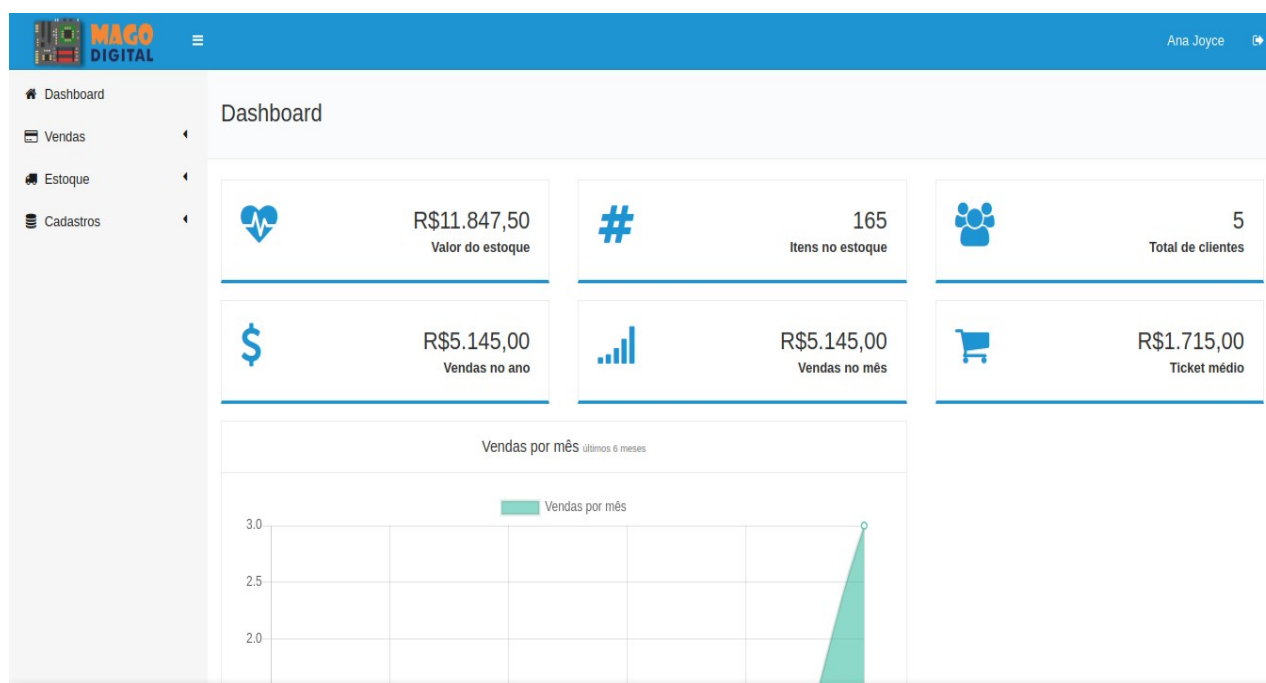 MAGO
DIGITAL
Ana Joyce
Dashboard
Vendas
Estoque
Cadastros
Dashboard
R$11.847,50
Valor do estoque
165
Itens no estoque
5
Total de clientes
R$5.145,00
Vendas no ano
R$5.145,00
Vendas no mês
R$1.715,00
Ticket médio
Vendas por mês últimos 6 meses
Vendas por mês
3.0
2.5
2.0